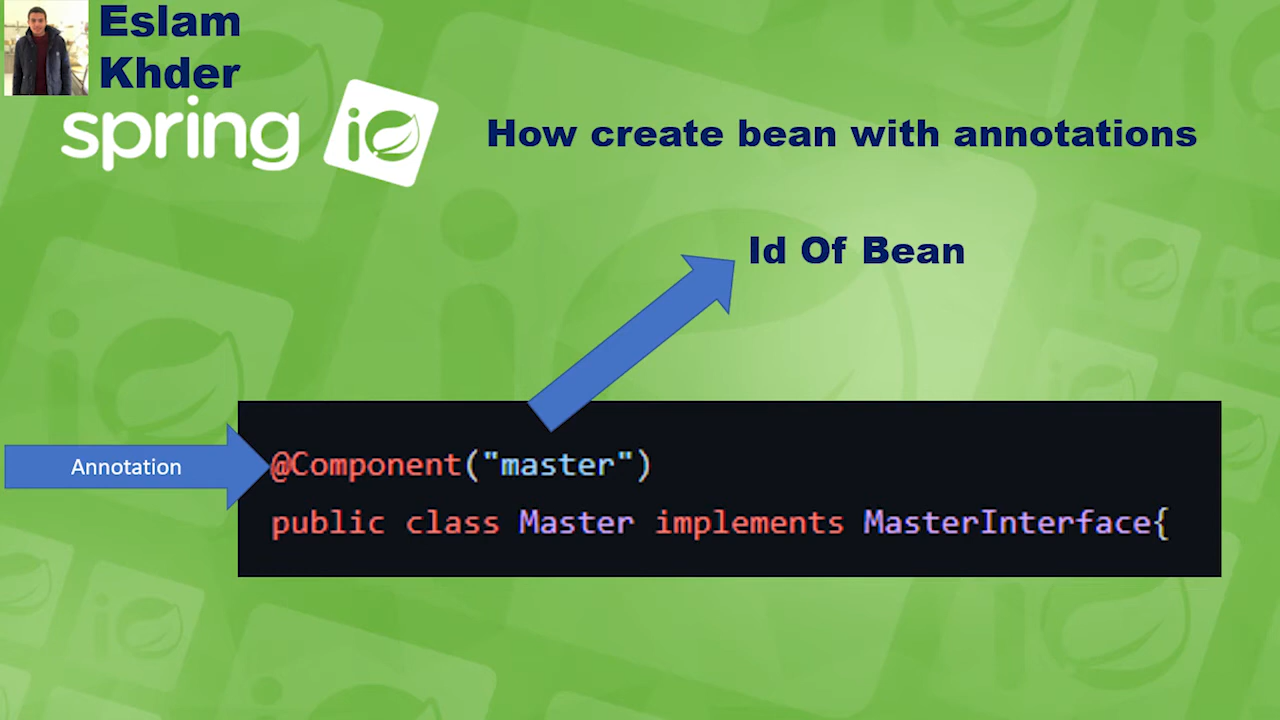 Eslam
Khder
spring
How create bean with annotations
Id Of Bean
Annotation
@Component("master")
public class Master implements MasterInterface{